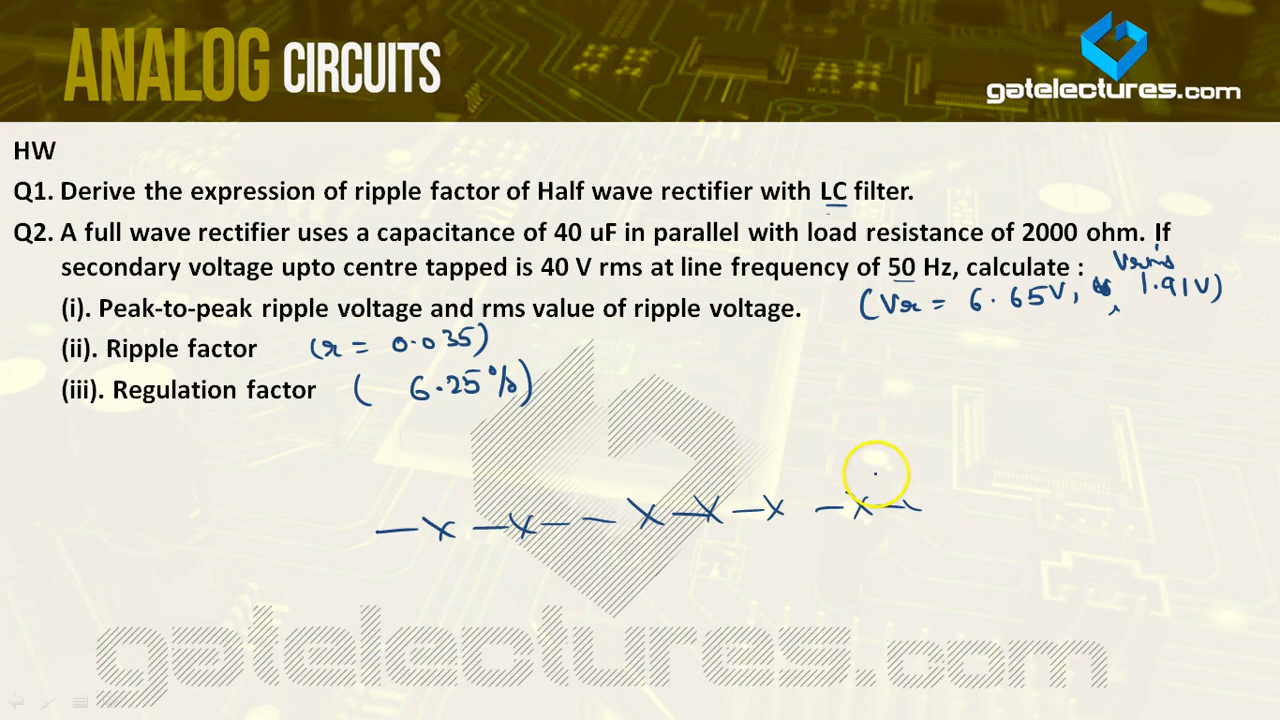 ANALOG CIRCUITS
gatelectures.com
HW
Q1. Derive the expression of ripple factor of Half wave rectifier with LC filter.
Q2. A full wave rectifier uses a capacitance of 40 uF in parallel with load resistance of 2000 ohm. If
secondary voltage upto centre tapped is 40 V rms at line frequency of 50 Hz, calculate :
Vrms
(i). Peak-to-peak ripple voltage and rms value of ripple voltage. (Vr = 6.65V, 1.91V)
(ii). Ripple factor (r = 0.035)
(iii). Regulation factor ( 6.25%)
— X — X — — X — X — X — X —
gatelectures.com